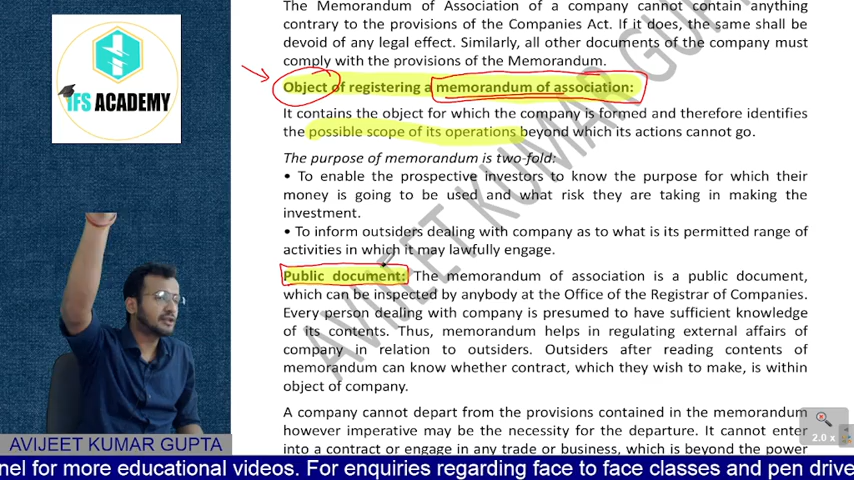 The Memorandum of Association of a company cannot contain anything
contrary to the provisions of the Companies Act. If it does, the same shall be
devoid of any legal effect. Similarly, all other documents of the company must
comply with the provisions of the Memorandum.
Object of registering a memorandum of association:
It contains the object for which the company is formed and therefore identifies
the possible scope of its operations beyond which its actions cannot go.
The purpose of memorandum is two-fold:
• To enable the prospective investors to know the purpose for which their
money is going to be used and what risk they are taking in making the
investment.
• To inform outsiders dealing with company as to what is its permitted range of
activities in which it may lawfully engage.
Public document: The memorandum of association is a public document,
which can be inspected by anybody at the Office of the Registrar of Companies.
Every person dealing with company is presumed to have sufficient knowledge
of its contents. Thus, memorandum helps in regulating external affairs of
company in relation to outsiders. Outsiders after reading contents of
memorandum can know whether contract, which they wish to make, is within
object of company.
A company cannot depart from the provisions contained in the memorandum
however imperative may be the necessity for the departure. It cannot enter
into a contract or engage in any trade or business, which is beyond the power
IFS ACADEMY
AVIJEET KUMAR GUPTA
AVIJEET KUMAR GUPTA
2.0 x
nel for more educational videos. For enquiries regarding face to face classes and pen drive